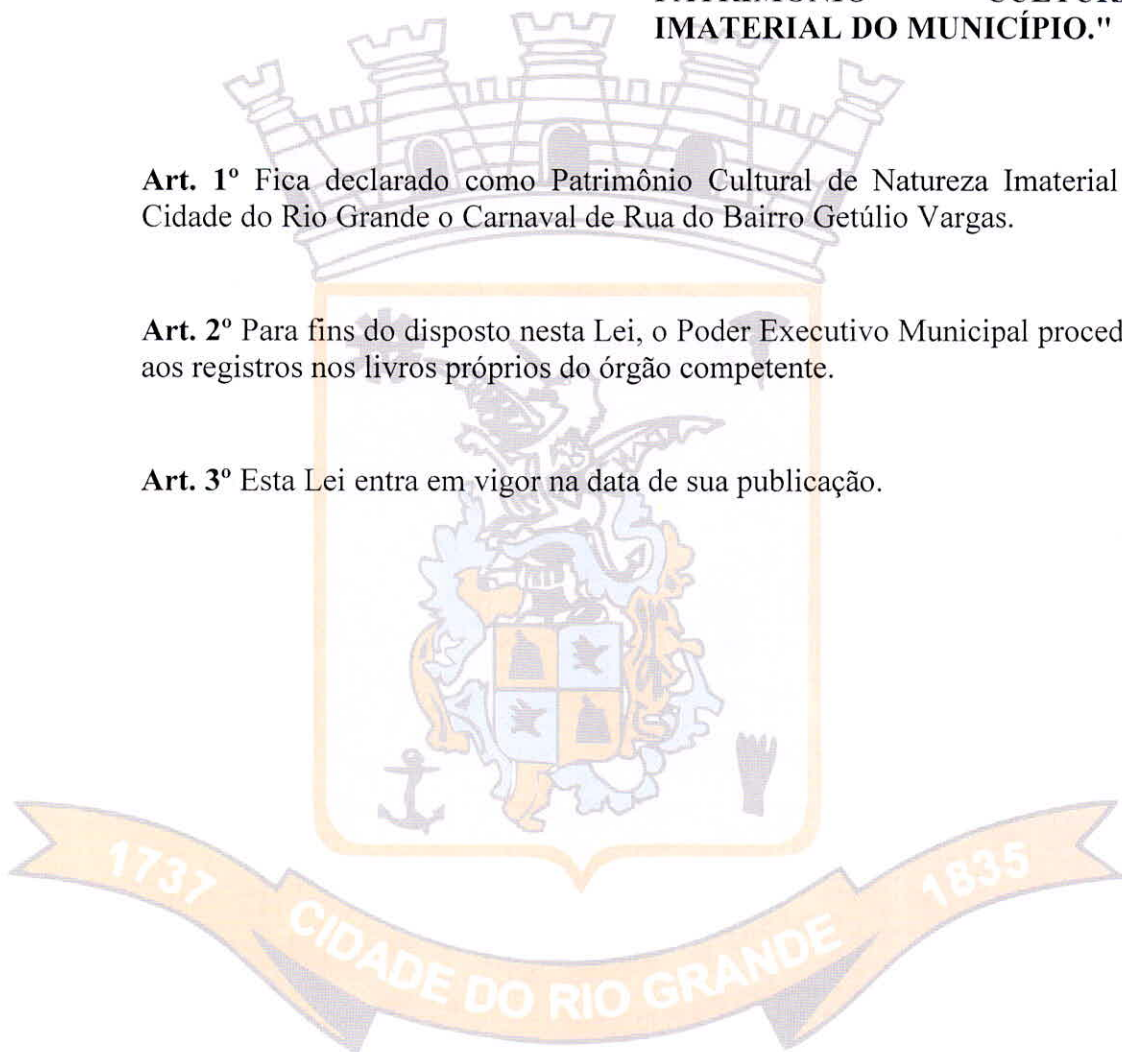 IMATERIAL DO MUNICÍPIO."
Art. 1º Fica declarado como Patrimônio Cultural de Natureza Imaterial
Cidade do Rio Grande o Carnaval de Rua do Bairro Getúlio Vargas.
Art. 2º Para fins do disposto nesta Lei, o Poder Executivo Municipal proced
aos registros nos livros próprios do órgão competente.
Art. 3º Esta Lei entra em vigor na data de sua publicação.
1737 CIDADE DO RIO GRANDE 1835